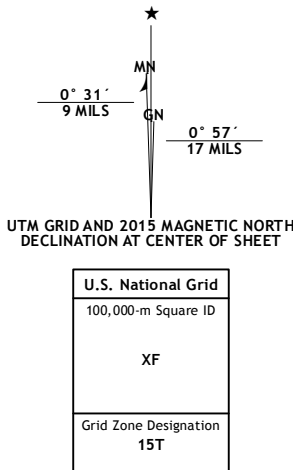 ★
MN
0° 31´
9 MILS
GN
0° 57´
17 MILS
UTM GRID AND 2015 MAGNETIC NORTH
DECLINATION AT CENTER OF SHEET
U.S. National Grid
100,000-m Square ID
XF
Grid Zone Designation
15T